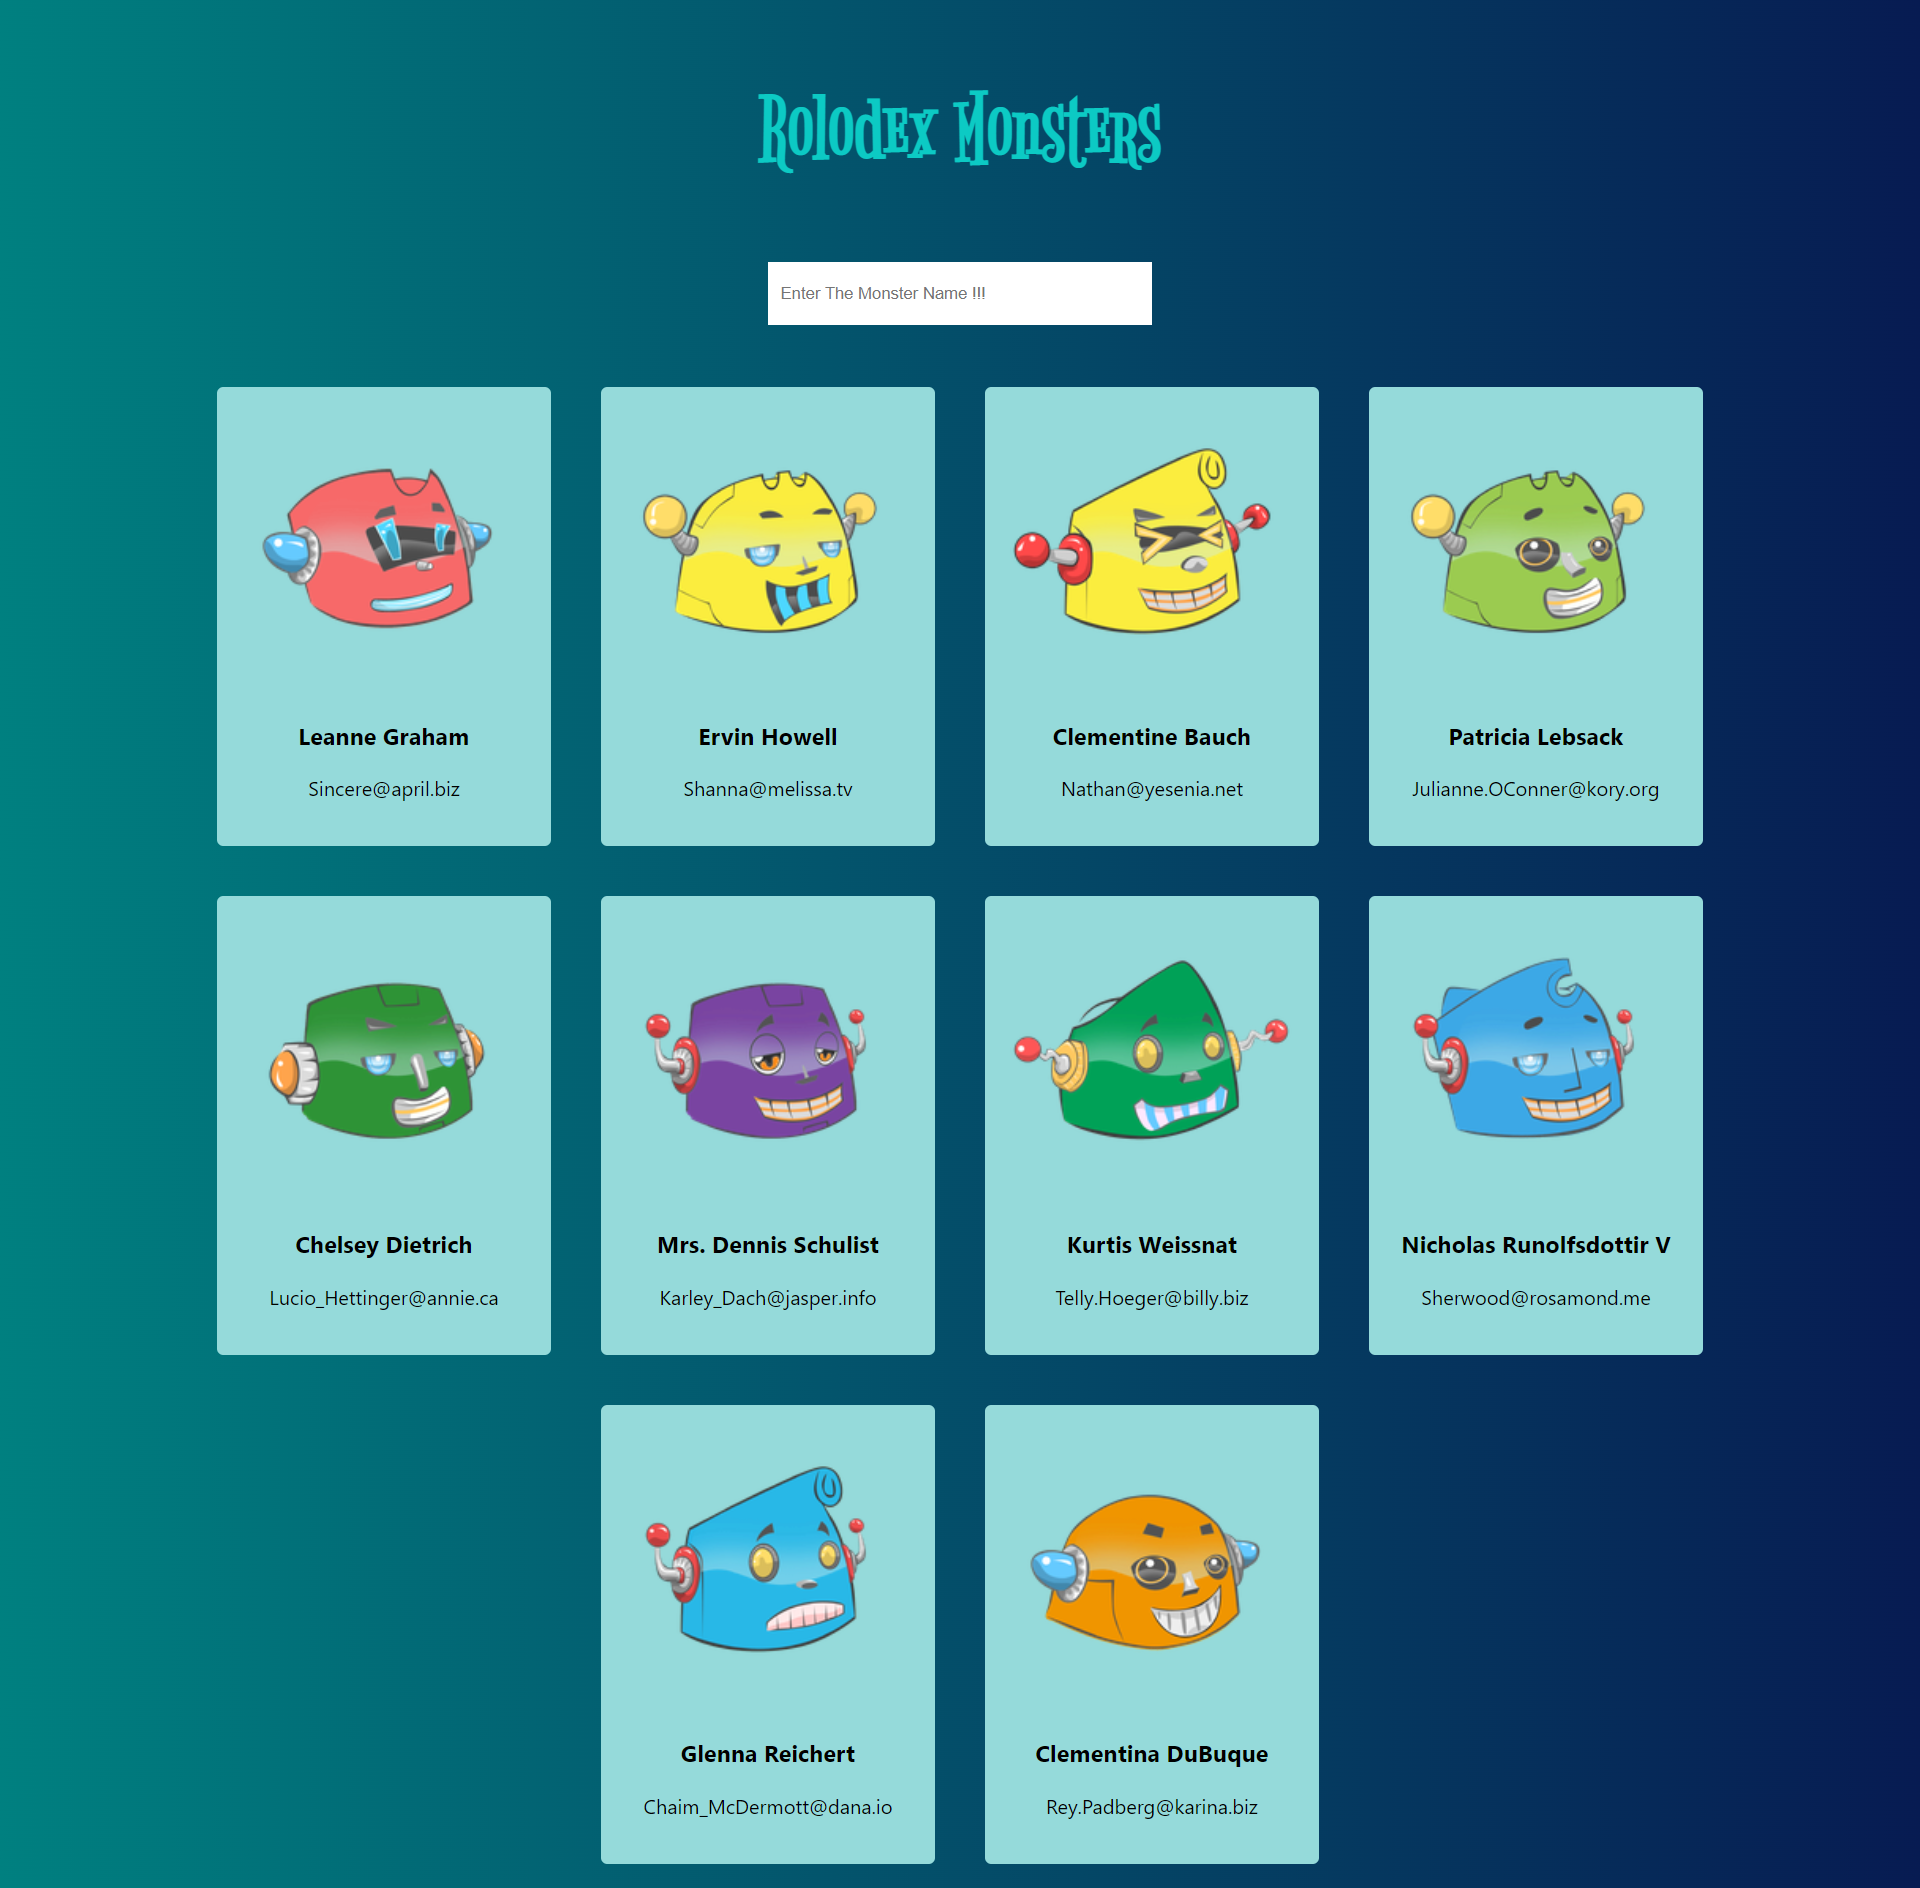 Rolodex Monsters
Enter The Monster Name !!!
Leanne Graham
Sincere@april.biz
Ervin Howell
Shanna@melissa.tv
Clementine Bauch
Nathan@yesenia.net
Patricia Lebsack
Julianne.OConner@kory.org
Chelsey Dietrich
Lucio_Hettinger@annie.ca
Mrs. Dennis Schulist
Karley_Dach@jasper.info
Kurtis Weissnat
Telly.Hoeger@billy.biz
Nicholas Runolfsdottir V
Sherwood@rosamond.me
Glenna Reichert
Chaim_McDermott@dana.io
Clementina DuBuque
Rey.Padberg@karina.biz